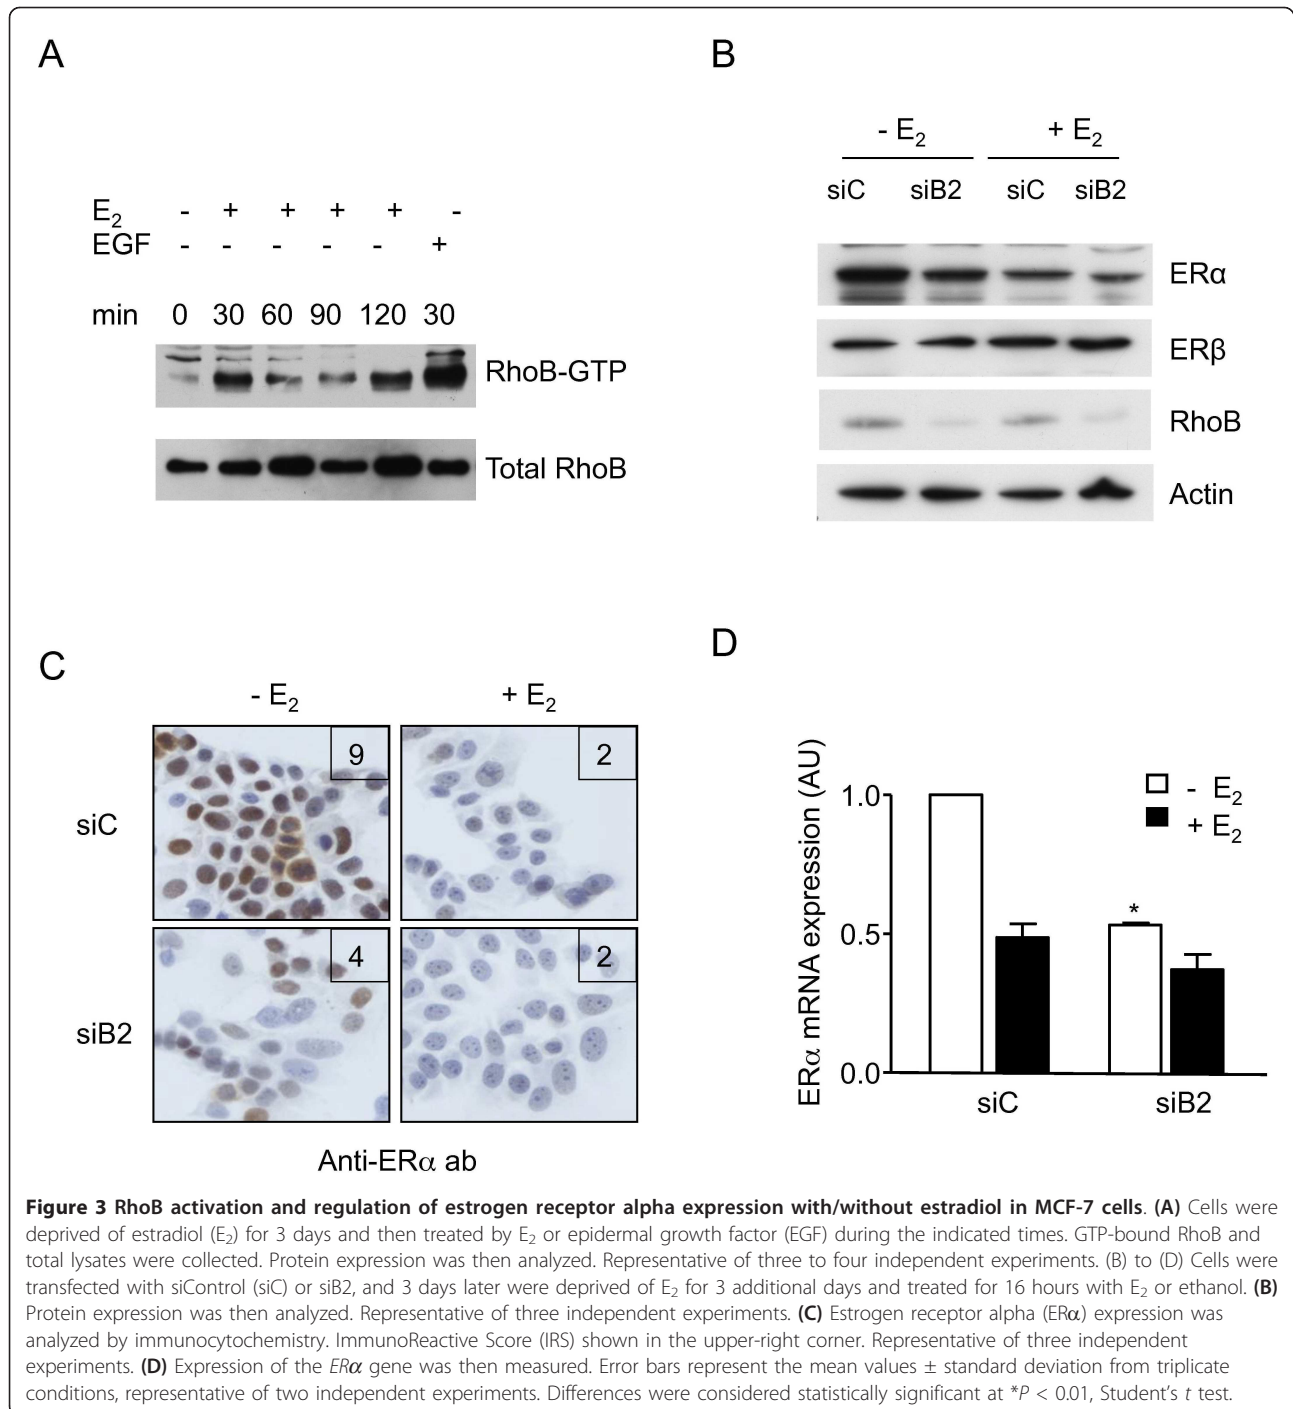 A
E2 - + + + + -
EGF - - - - - +
min 0 30 60 90 120 30
RhoB-GTP
Total RhoB
B
- E2 + E2
siC siB2 siC siB2
ERα
ERβ
RhoB
Actin
C
- E2 + E2
siC 9 2
siB2 4 2
Anti-ERα ab
D
ERα mRNA expression (AU)
1.0
0.5
0.0
- E2
+ E2
*
siC siB2
Figure 3 RhoB activation and regulation of estrogen receptor alpha expression with/without estradiol in MCF-7 cells. (A) Cells were
deprived of estradiol (E2) for 3 days and then treated by E2 or epidermal growth factor (EGF) during the indicated times. GTP-bound RhoB and
total lysates were collected. Protein expression was then analyzed. Representative of three to four independent experiments. (B) to (D) Cells were
transfected with siControl (siC) or siB2, and 3 days later were deprived of E2 for 3 additional days and treated for 16 hours with E2 or ethanol. (B)
Protein expression was then analyzed. Representative of three independent experiments. (C) Estrogen receptor alpha (ERα) expression was
analyzed by immunocytochemistry. ImmunoReactive Score (IRS) shown in the upper-right corner. Representative of three independent
experiments. (D) Expression of the ERα gene was then measured. Error bars represent the mean values ± standard deviation from triplicate
conditions, representative of two independent experiments. Differences were considered statistically significant at *P < 0.01, Student's t test.